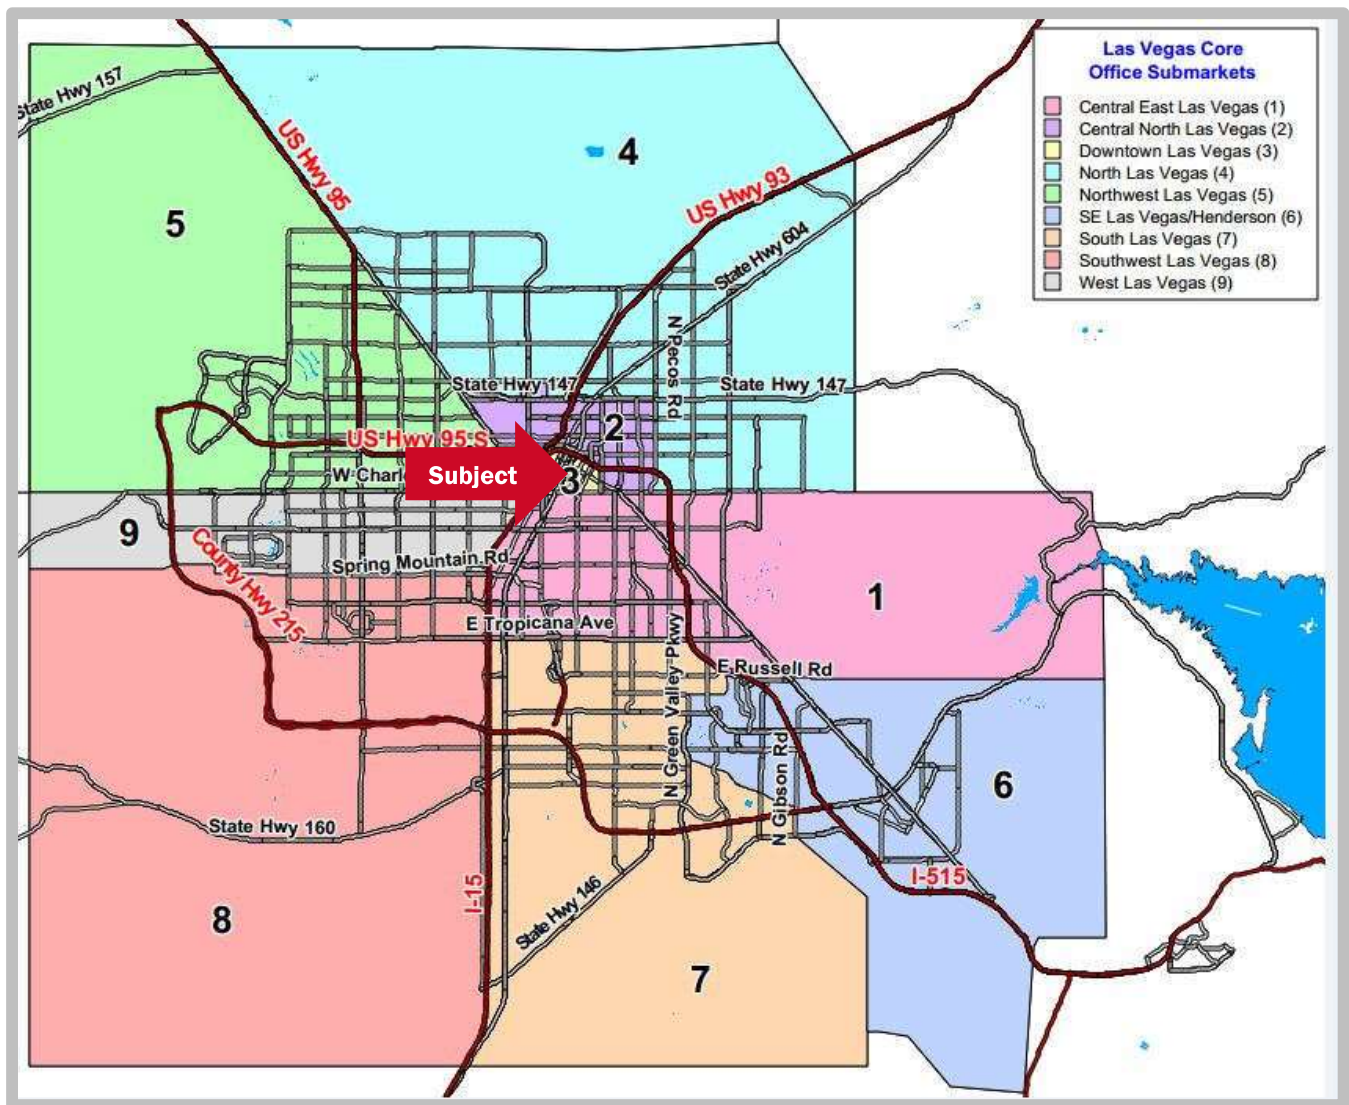 Las Vegas Core
Office Submarkets
Central East Las Vegas (1)
Central North Las Vegas (2)
Downtown Las Vegas (3)
North Las Vegas (4)
Northwest Las Vegas (5)
SE Las Vegas/Henderson (6)
South Las Vegas (7)
Southwest Las Vegas (8)
West Las Vegas (9)
State Hwy 157
US Hwy 95
4
US Hwy 93
5
State Hwy 604
N Pecos Rd
State Hwy 147
State Hwy 147
2
US Hwy 95 S
W Charl
Subject
3
9
County Hwy 215
Spring Mountain Rd
1
E Tropicana Ave
E Russell Rd
N Green Valley Pkwy
N Gibson Rd
6
State Hwy 160
I-15
I-515
State Hwy 146
8
7